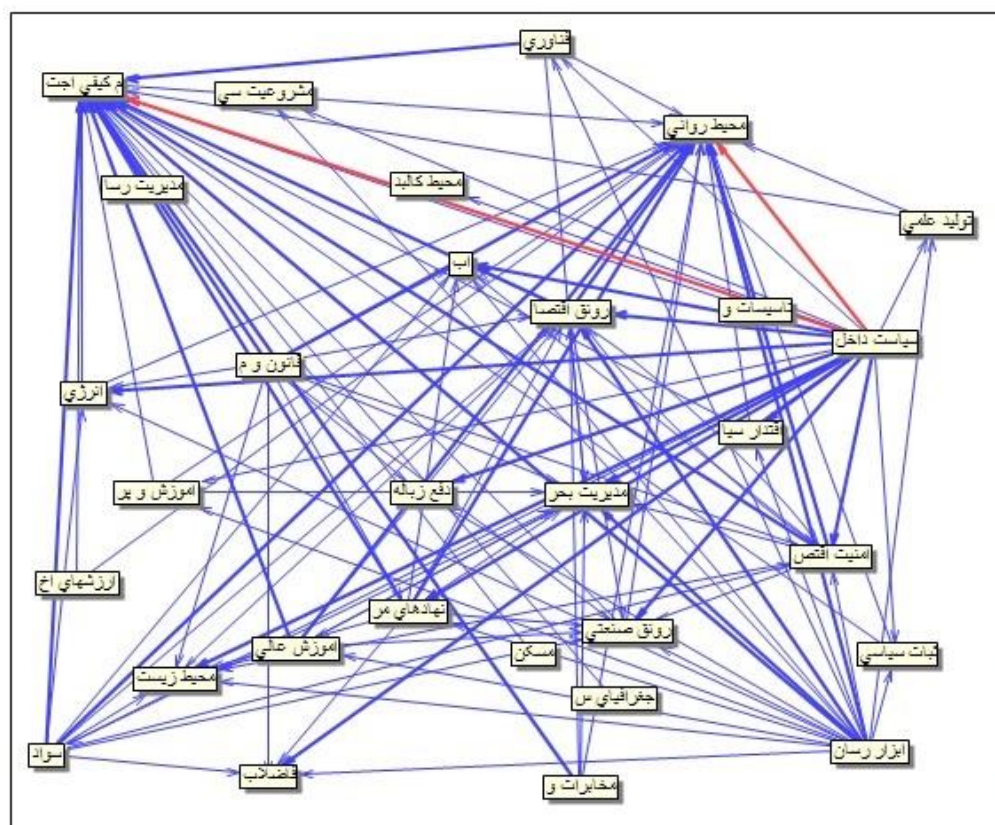 فناوري
م كيفي اجت
مشروعيت سي
محيط رواني
مديريت رسا
محيط كالبد
توليد علمي
اب
تاسيسات و
رونق اقتصا
سياست داخل
قانون و م
انرژي
اقتدار سيا
اموزش و پر
دفع زباله
مديريت بحر
امنيت اقتص
ارزشهاي اخ
نهادهاي مر
رونق صنعتي
اموزش عالي
مسكن
ثبات سياسي
محيط زيست
جغرافياي س
سواد
ابزار رسان
فاضلاب
مخابرات و